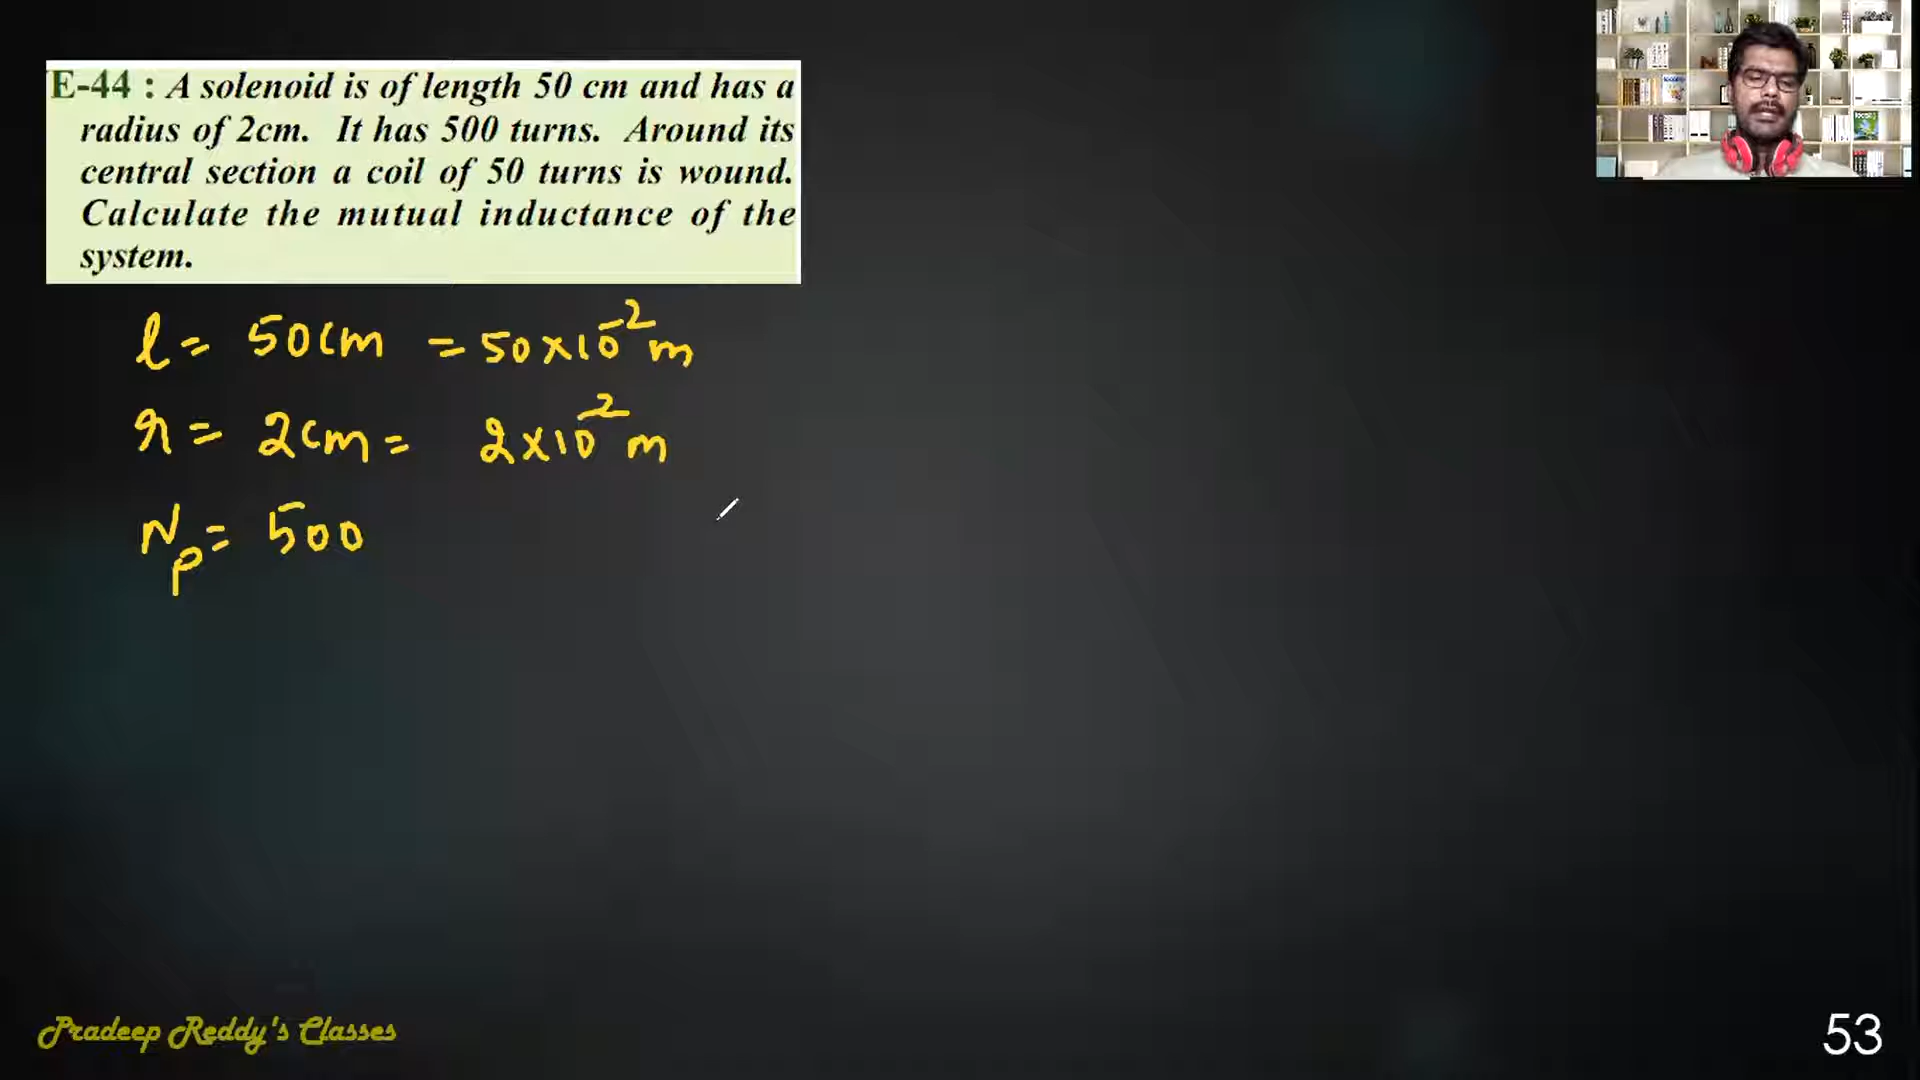 E-44 : A solenoid is of length 50 cm and has a
radius of 2cm. It has 500 turns. Around its
central section a coil of 50 turns is wound.
Calculate the mutual inductance of the
system.
l = 50cm = 50×10⁻² m
r = 2cm = 2×10⁻² m
Nₚ = 500
Pradeep Reddy's Classes
53